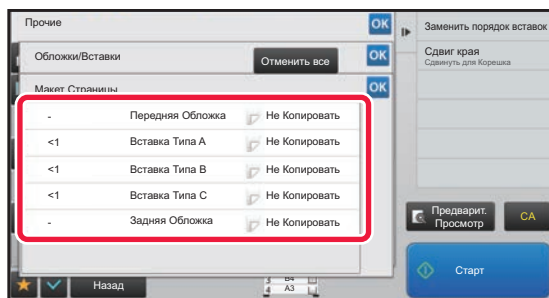 Прочие
OK
Обложки/Вставки
Отменить все
OK
Макет Страницы
OK
- Передняя Обложка Не Копировать
<1 Вставка Типа A Не Копировать
<1 Вставка Типа B Не Копировать
<1 Вставка Типа C Не Копировать
- Задняя Обложка Не Копировать
Назад
B4
4 A3
Заменить порядок вставок
Сдвиг края
Сдвинуть для Корешка
Предварит.
Просмотр
CA
Старт